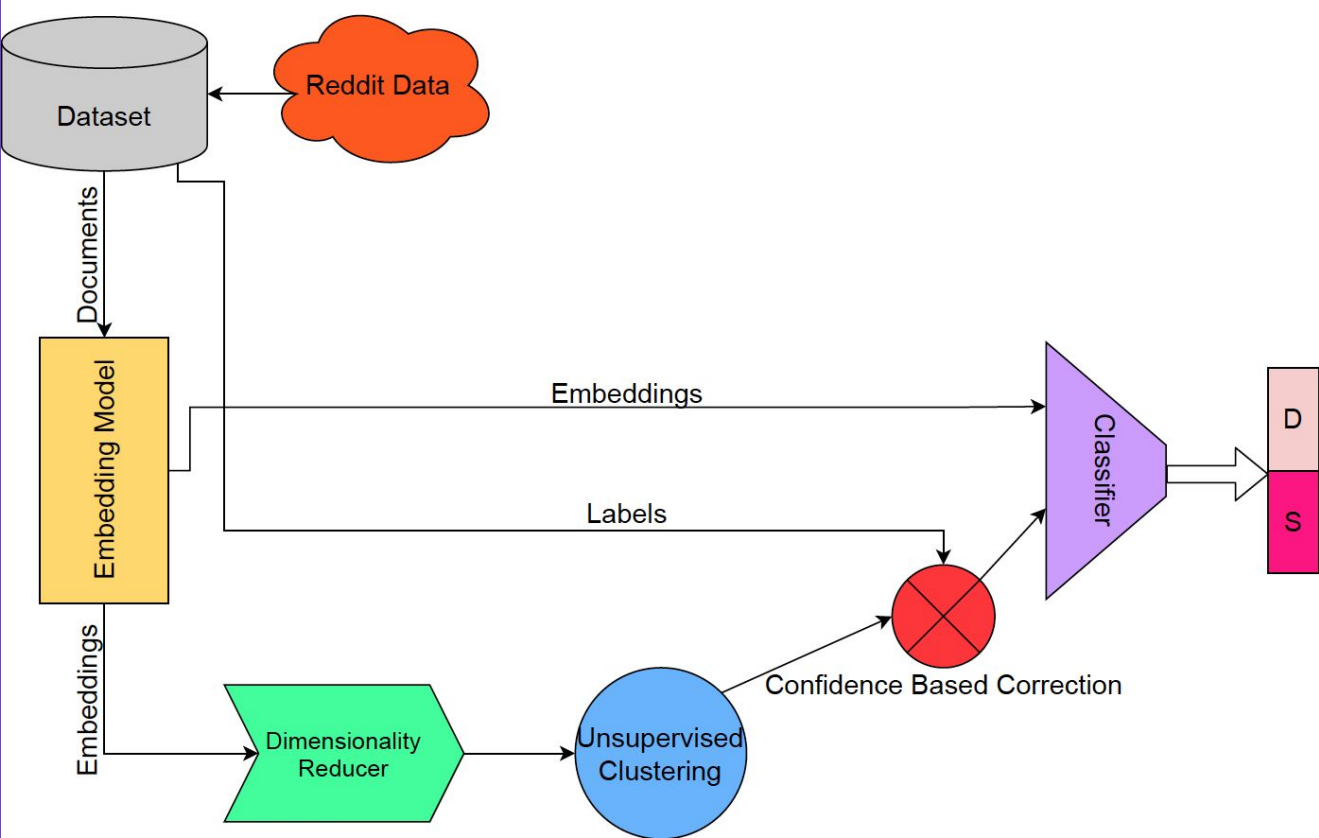 Reddit Data
Dataset
Documents
Embedding Model
Embeddings
Classifier
D
Labels
S
Embeddings
Confidence Based Correction
Dimensionality
Reducer
Unsupervised
Clustering